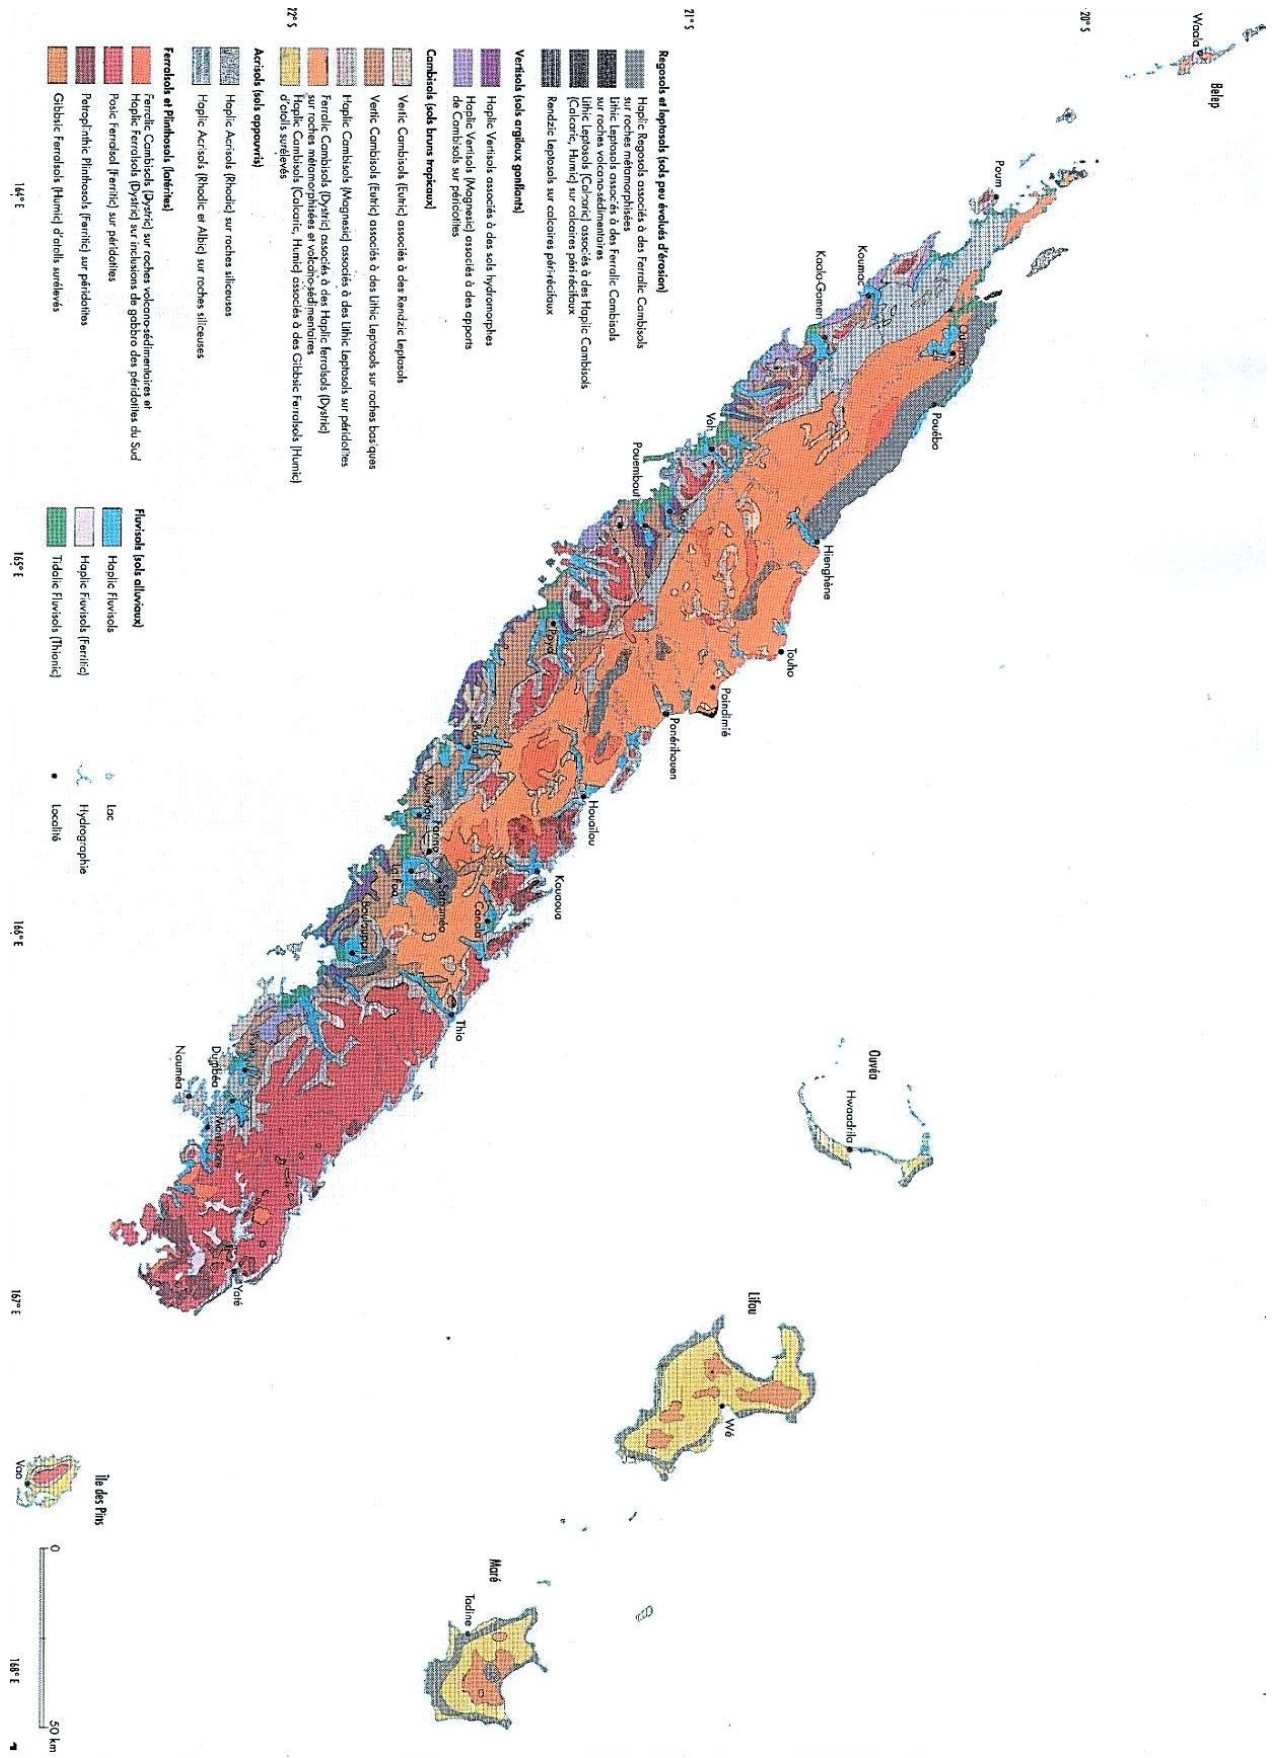 20° S
21° S
22° S
Waala
Belep
Poum
Koumac
Kaala-Gomen
Pouébo
Voh
Pouembout
Hienghène
Touho
Poindimié
Ponérihouen
Poya
Houaïlou
Kouaoua
Canala
Farino
La Foa
Thio
Dumbéa
Nouméa
Yaté
Ouvéa
Hwaadrila
Lifou
Wé
Maré
Tadine
Île des Pins
Vao
Regosols et leptosols (sols peu évolués d'érosion)
Haplic Regosols associés à des Ferralic Cambisols
sur roches métamorphisées
Lithic Leptosols associés à des Ferralic Cambisols
sur roches volcano-sédimentaires
Lithic Leptosols (Calcaric) associés à des Haplic Cambisols
(Calcaric, Humic) sur calcaires péri-récifaux
Rendzic Leptosols sur calcaires péri-récifaux
Vertisols (sols argileux gonflants)
Haplic Vertisols associés à des sols hydromorphes
Haplic Vertisols (Magnesic) associés à des apports
de Cambisols sur péridotites
Cambisols (sols bruns tropicaux)
Vertic Cambisols (Eutric) associés à des Rendzic Leptosols
Vertic Cambisols (Eutric) associés à des Lithic Leptosols sur roches basiques
Haplic Cambisols (Magnesic) associés à des Lithic Leptosols sur péridotites
Ferralic Cambisols (Dystric) associés à des Haplic ferralsols (Dystric)
sur roches métamorphisées et volcano-sédimentaires
Haplic Cambisols (Calcaric, Humic) associés à des Gibbsic Ferralsols (Humic)
d'atolls surélevés
Acrisols (sols appauvris)
Haplic Acrisols (Rhodic) sur roches siliceuses
Haplic Acrisols (Rhodic et Albic) sur roches siliceuses
Ferralsols et Plinthosols (latérites)
Ferralic Cambisols (Dystric) sur roches volcano-sédimentaires et
Haplic Ferralsols (Dystric) sur inclusions de gabbro des péridotites du Sud
Posic Ferralsol (Ferritic) sur péridotites
Petroplinthic Plinthosols (Ferritic) sur péridotites
Gibbsic Ferralsols (Humic) d'atolls surélevés
Fluvisols (sols alluviaux)
Haplic Fluvisols
Haplic Fluvisols (Ferritic)
Tidalic Fluvisols (Thionic)
Lac
Hydrographie
Localité
164° E
165° E
166° E
167° E
168° E
0
50 km